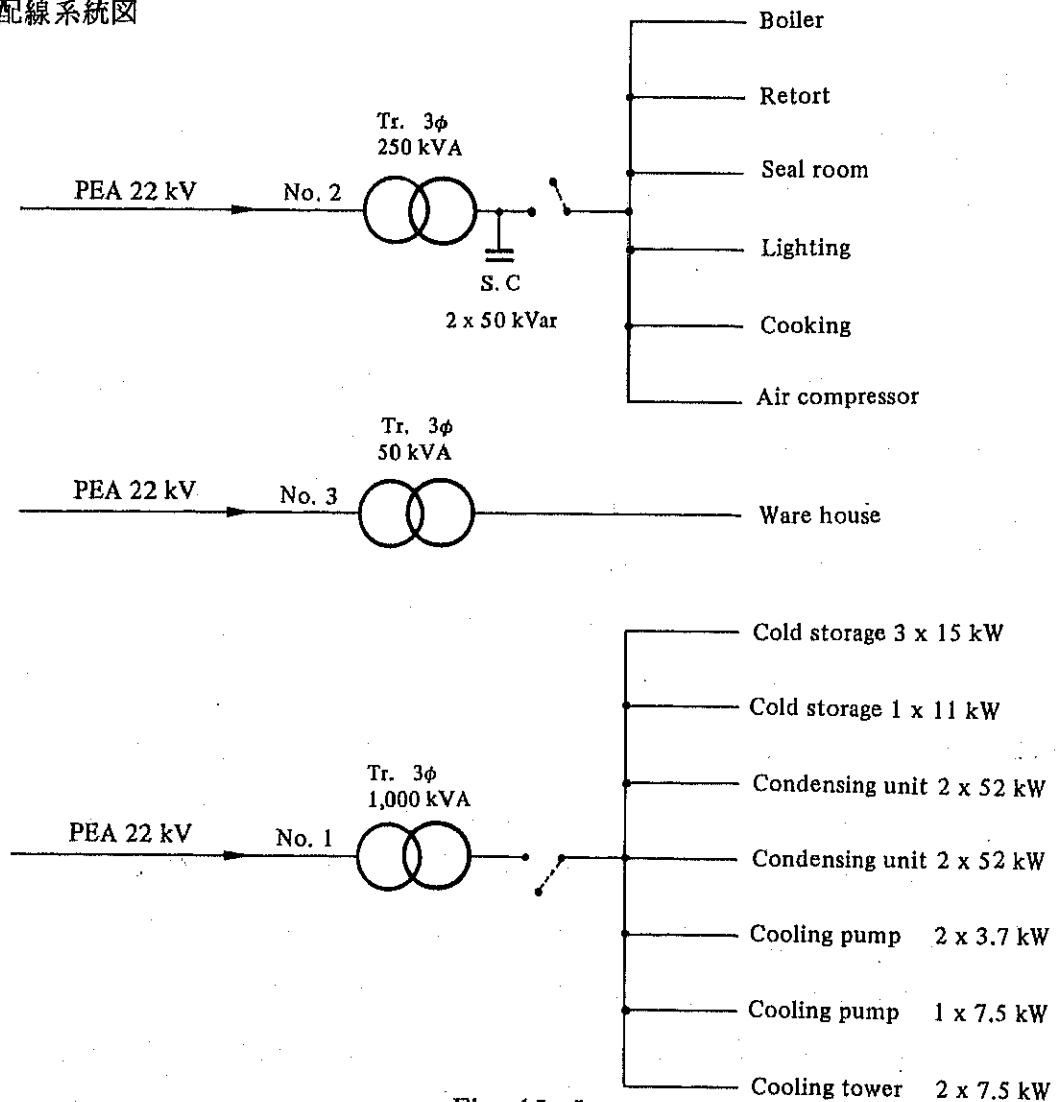 配線系統図
Boiler
Retort
Tr. 3φ
250 kVA
Seal room
PEA 22 kV
No. 2
Lighting
S. C
2 x 50 kVar
Cooking
Air compressor
Tr. 3φ
50 kVA
PEA 22 kV
No. 3
Ware house
Cold storage 3 x 15 kW
Cold storage 1 x 11 kW
Tr. 3φ
1,000 kVA
Condensing unit 2 x 52 kW
PEA 22 kV
No. 1
Condensing unit 2 x 52 kW
Cooling pump 2 x 3.7 kW
Cooling pump 1 x 7.5 kW
Cooling tower 2 x 7.5 kW